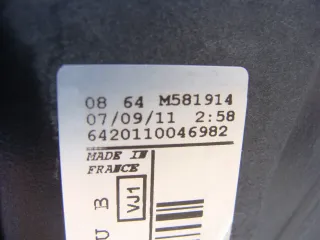 08 64 M581914
07/09/11 2:58
6420110046982
MADE IN
FRANCE
U B
VJ1